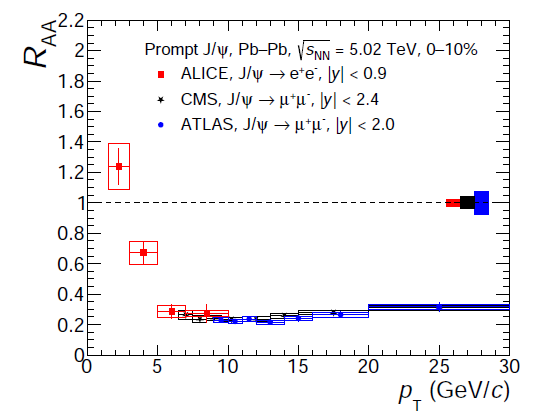 R_AA
Prompt J/ψ, Pb–Pb, √s_NN = 5.02 TeV, 0–10%
ALICE, J/ψ → e⁺e⁻, |y| < 0.9
CMS, J/ψ → μ⁺μ⁻, |y| < 2.4
ATLAS, J/ψ → μ⁺μ⁻, |y| < 2.0
2.2
2
1.8
1.6
1.4
1.2
1
0.8
0.6
0.4
0.2
0
0 5 10 15 20 25 30
p_T (GeV/c)